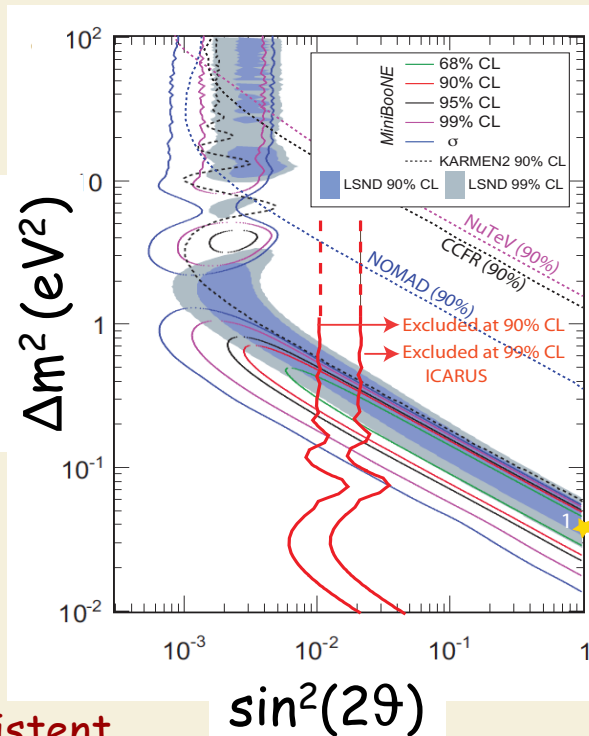 10²
68% CL
90% CL
95% CL
99% CL
σ
KARMEN2 90% CL
MiniBooNE
LSND 90% CL
LSND 99% CL
0
NuTeV (90%)
CCFR (90%)
NOMAD (90%)
1
Excluded at 90% CL
Excluded at 99% CL
ICARUS
Δm² (eV²)
10⁻¹
1
10⁻²
10⁻³
10⁻²
10⁻¹
1
sin²(2ϑ)
istent